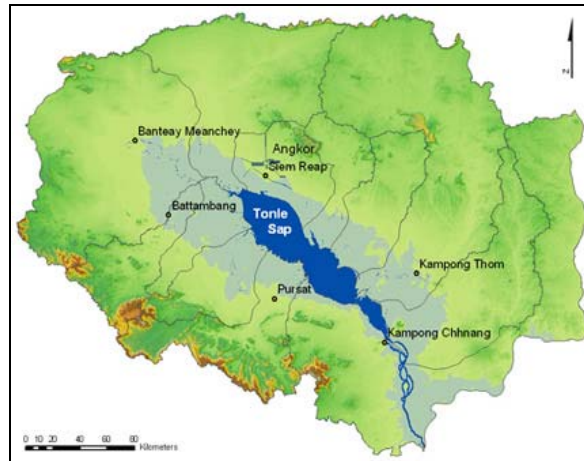 Z
Banteay Meanchey
Angkor
Siem Reap
Battambang
Tonle
Sap
Kampong Thom
Pursat
Kampong Chhnang
0 10 20 40 60 80
Kilometers